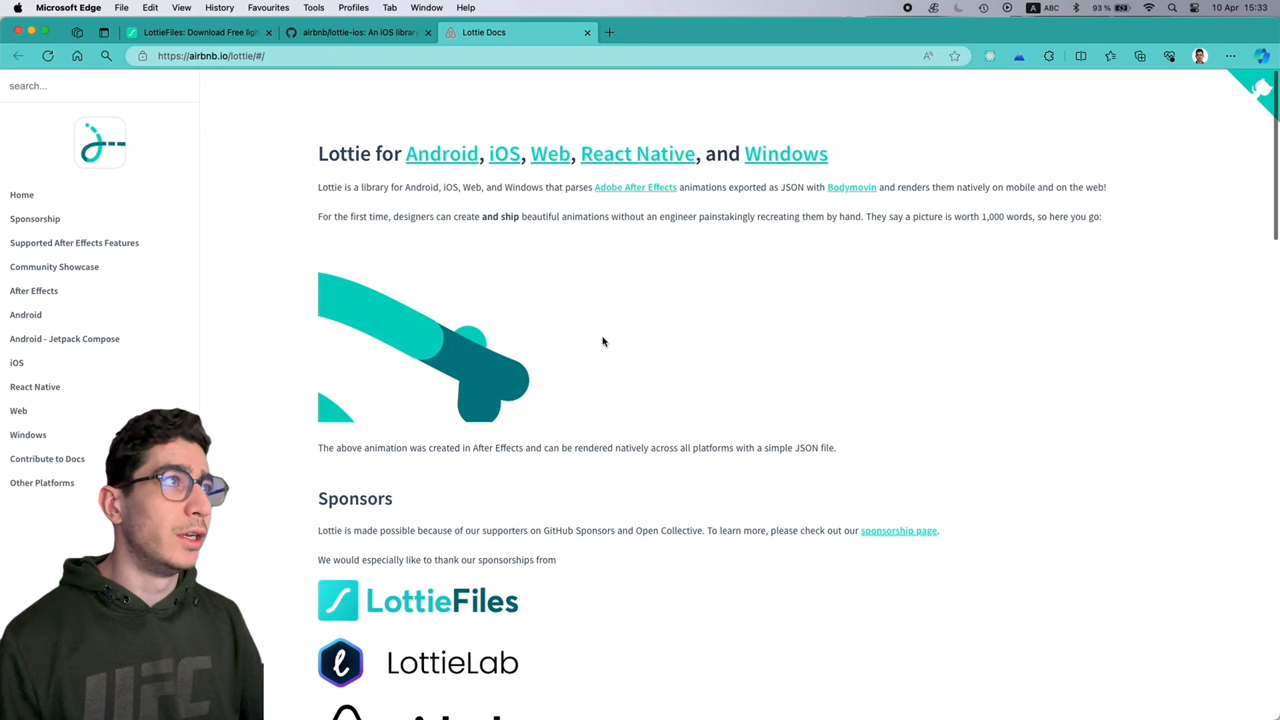 Microsoft Edge File Edit View History Favourites Tools Profiles Tab Window Help
A ABC 93 % 10 Apr 15:33
LottieFiles: Download Free ligh
airbnb/lottie-ios: An iOS library
Lottie Docs
https://airbnb.io/lottie/#/
search...
Home
Sponsorship
Supported After Effects Features
Community Showcase
After Effects
Android
Android - Jetpack Compose
iOS
React Native
Web
Windows
Contribute to Docs
Other Platforms
Lottie for Android, iOS, Web, React Native, and Windows
Lottie is a library for Android, iOS, Web, and Windows that parses Adobe After Effects animations exported as JSON with Bodymovin and renders them natively on mobile and on the web!
For the first time, designers can create and ship beautiful animations without an engineer painstakingly recreating them by hand. They say a picture is worth 1,000 words, so here you go:
The above animation was created in After Effects and can be rendered natively across all platforms with a simple JSON file.
Sponsors
Lottie is made possible because of our supporters on GitHub Sponsors and Open Collective. To learn more, please check out our sponsorship page.
We would especially like to thank our sponsorships from
LottieFiles
LottieLab
UFC